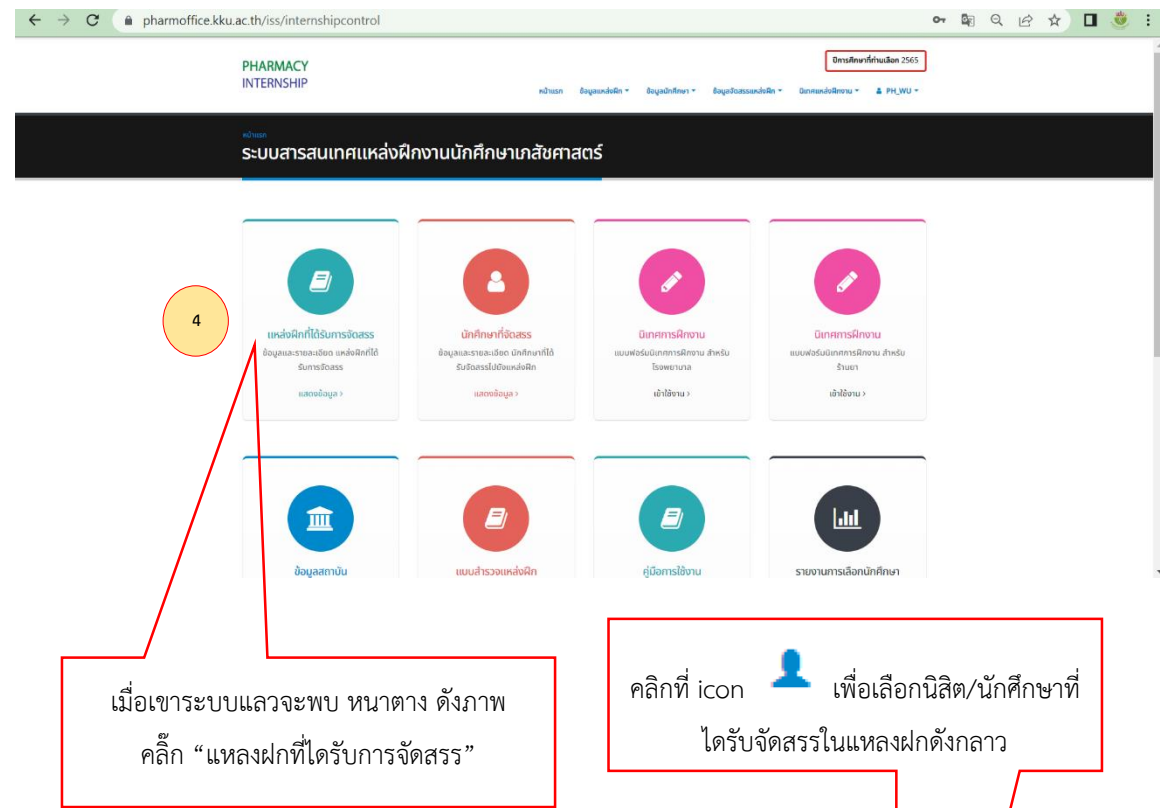 pharmoffice.kku.ac.th/iss/internshipcontrol
PHARMACY
INTERNSHIP
ปีการศึกษาที่ท่านเลือก 2565
หน้าแรก ข้อมูลแหล่งฝึก ข้อมูลนักศึกษา ข้อมูลจัดสรรแหล่งฝึก นิเทศแหล่งฝึกงาน PH_WU
หน้าแรก
ระบบสารสนเทศแหล่งฝึกงานนักศึกษาเภสัชศาสตร์
4
แหล่งฝึกที่ได้รับการจัดสรร
ข้อมูลและรายละเอียด แหล่งฝึกที่ได้
รับการจัดสรร
แสดงข้อมูล >
นักศึกษาที่จัดสรร
ข้อมูลและรายละเอียด นักศึกษาที่ได้
รับจัดสรรไปยังแหล่งฝึก
แสดงข้อมูล >
นิเทศการฝึกงาน
แบบฟอร์มนิเทศการฝึกงาน สำหรับ
โรงพยาบาล
เข้าใช้งาน >
นิเทศการฝึกงาน
แบบฟอร์มนิเทศการฝึกงาน สำหรับ
ร้านยา
เข้าใช้งาน >
ข้อมูลสถาบัน
แบบสำรวจแหล่งฝึก
คู่มือการใช้งาน
รายงานการเลือกนักศึกษา
เมื่อเขาระบบแลวจะพบ หนาตาง ดังภาพ
คลิ๊ก “แหลงฝกที่ไดรับการจัดสรร”
คลิกที่ icon เพื่อเลือกนิสิต/นักศึกษาที่
ไดรับจัดสรรในแหลงฝกดังกลาว